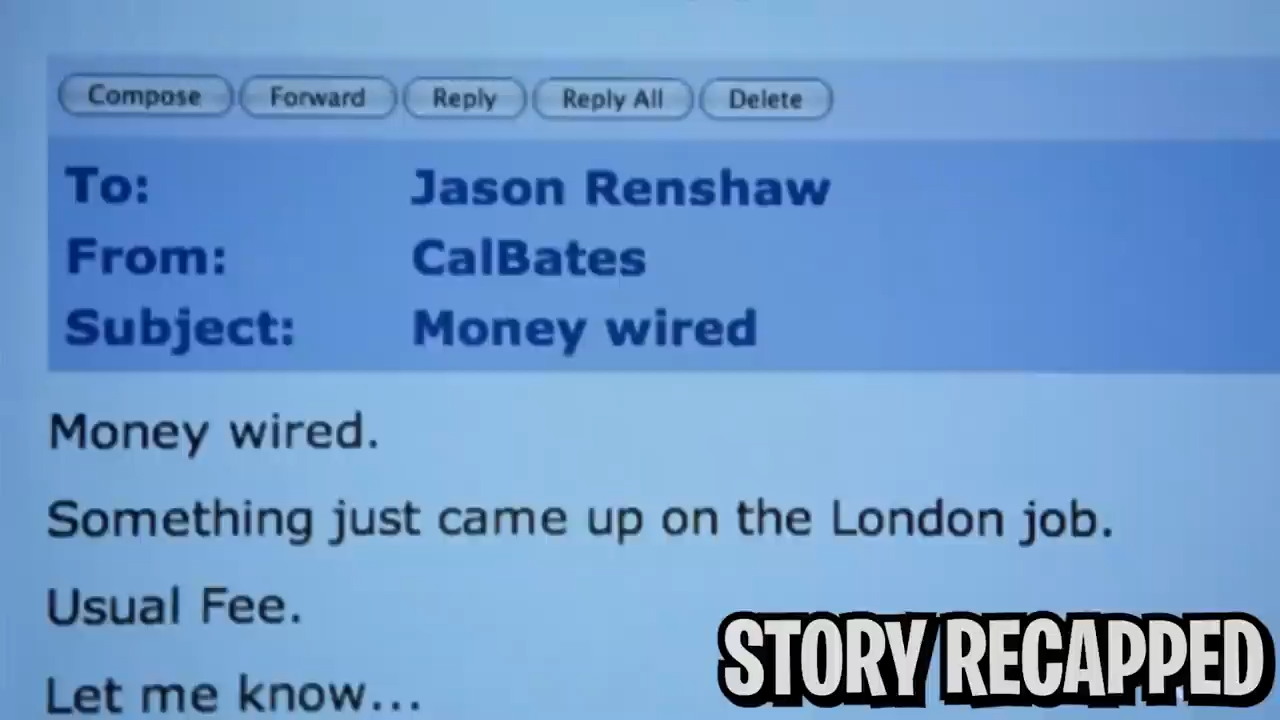 Compose Forward Reply Reply All Delete
To: Jason Renshaw
From: CalBates
Subject: Money wired
Money wired.
Something just came up on the London job.
Usual Fee.
Let me know...
STORY RECAPPED